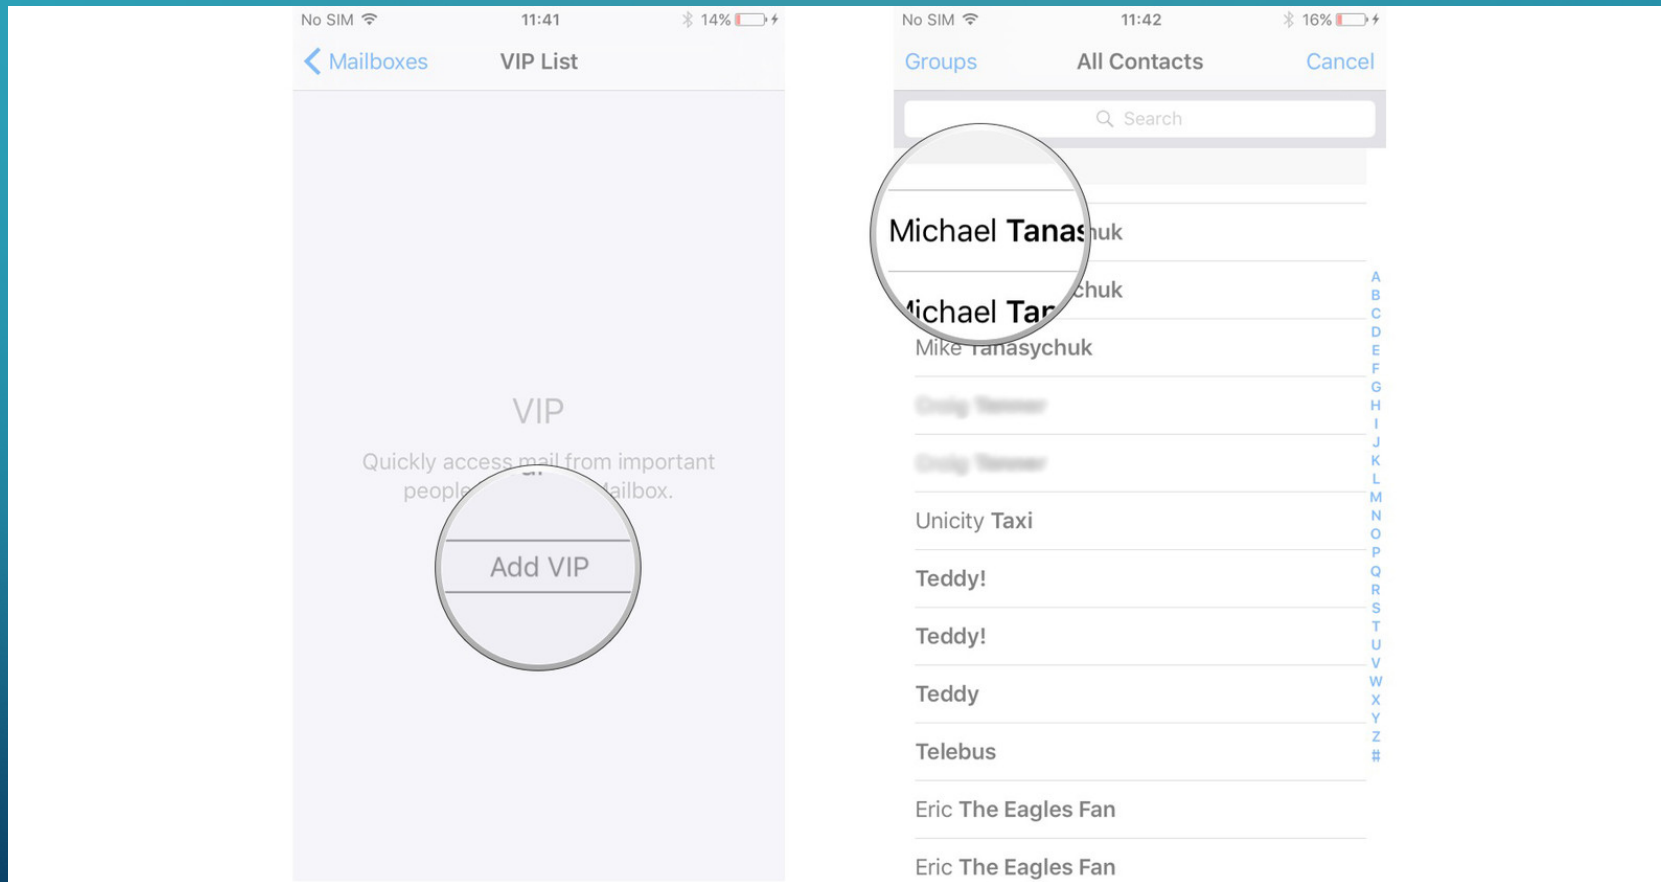 No SIM 11:41 14%
Mailboxes VIP List
VIP
Quickly access mail from important
people ailbox.
Add VIP
No SIM 11:42 16%
Groups All Contacts Cancel
Search
Michael Tanas huk
Michael Tan chuk
Mike Tanasychuk
Unicity Taxi
Teddy!
Teddy!
Teddy
Telebus
Eric The Eagles Fan
Eric The Eagles Fan
A
B
C
D
E
F
G
H
I
J
K
L
M
N
O
P
Q
R
S
T
U
V
W
X
Y
Z
#